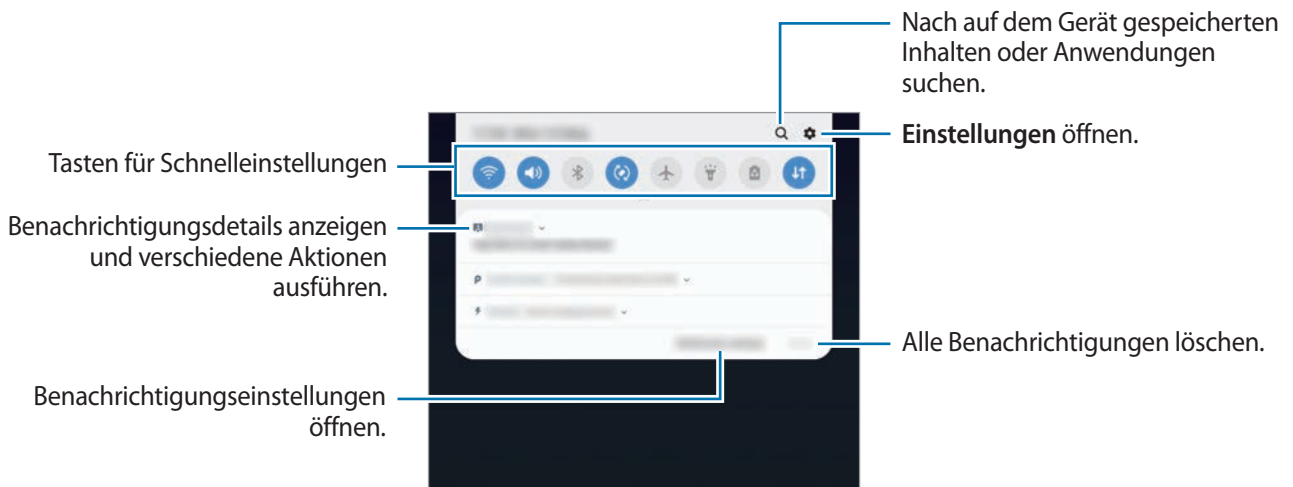 Nach auf dem Gerät gespeicherten
Inhalten oder Anwendungen
suchen.
Einstellungen öffnen.
Tasten für Schnelleinstellungen
Benachrichtigungsdetails anzeigen
und verschiedene Aktionen
ausführen.
Alle Benachrichtigungen löschen.
Benachrichtigungseinstellungen
öffnen.